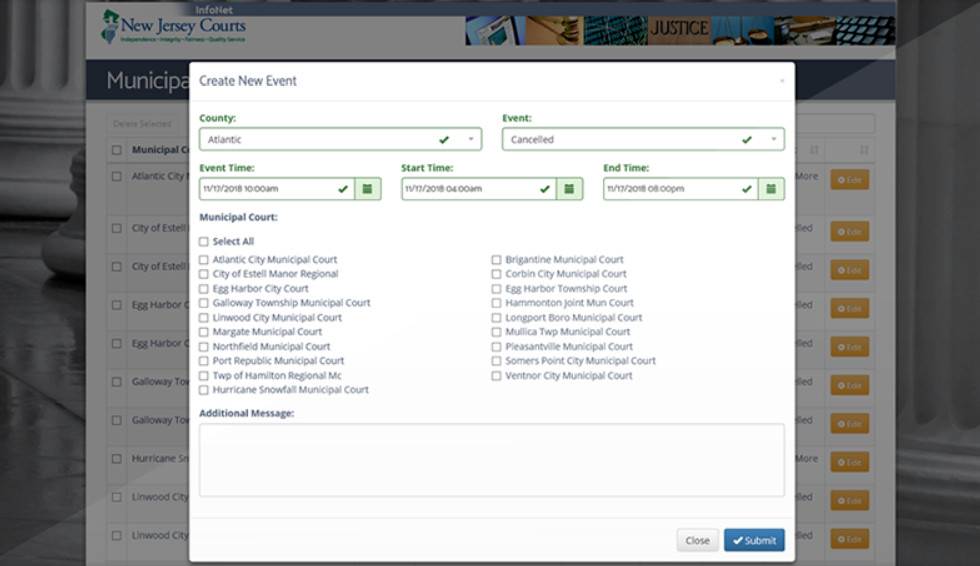 InfoNet
New Jersey Courts
Independence • Integrity • Fairness • Quality Service
JUSTICE
Municipa
Create New Event
×
County:
Event:
Atlantic
Cancelled
Event Time:
Start Time:
End Time:
11/17/2018 10:00am
11/17/2018 04:00am
11/17/2018 08:00pm
Municipal Court:
Select All
Atlantic City Municipal Court
Brigantine Municipal Court
City of Estell Manor Regional
Corbin City Municipal Court
Egg Harbor City Court
Egg Harbor Township Court
Galloway Township Municipal Court
Hammonton Joint Mun Court
Linwood City Municipal Court
Longport Boro Municipal Court
Margate Municipal Court
Mullica Twp Municipal Court
Northfield Municipal Court
Pleasantville Municipal Court
Port Republic Municipal Court
Somers Point City Municipal Court
Twp of Hamilton Regional Mc
Ventnor City Municipal Court
Hurricane Snowfall Municipal Court
Additional Message:
Close
Submit
Delete Selected
Municipal C
Atlantic City M
More
Edit
City of Estell
elled
Edit
City of Estell
elled
Edit
Egg Harbor C
elled
Edit
Egg Harbor C
elled
Edit
Galloway Tow
elled
Edit
Galloway Tow
elled
Edit
Hurricane Sn
More
Edit
Linwood City
elled
Edit
Linwood City
elled
Edit